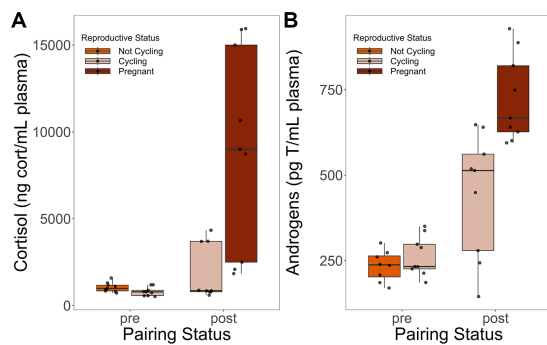 A
Cortisol (ng cort/mL plasma)
15000
10000
5000
0
Reproductive Status
Not Cycling
Cycling
Pregnant
pre
post
Pairing Status
B
Androgens (pg T/mL plasma)
750
500
250
Reproductive Status
Not Cycling
Cycling
Pregnant
pre
post
Pairing Status